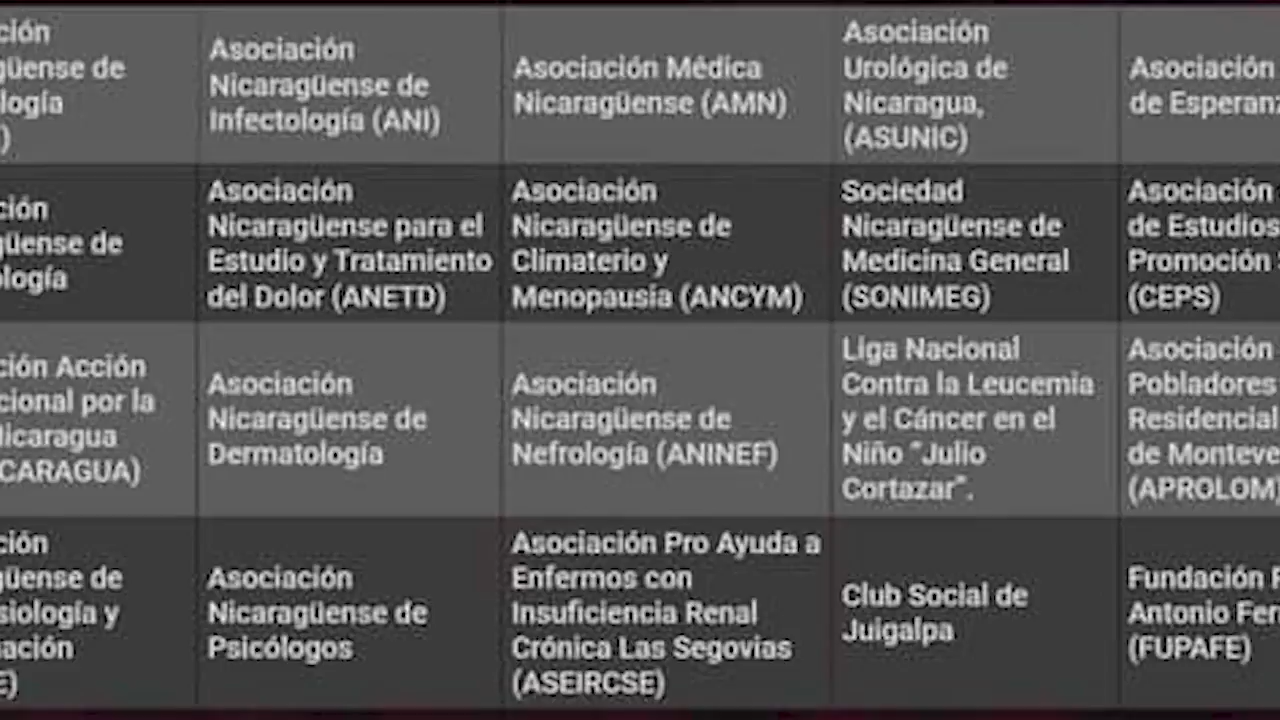 ción
güense de
logía
)
Asociación
Nicaragüense de
Infectología (ANI)
Asociación Médica
Nicaragüense (AMN)
Asociación
Urológica de
Nicaragua,
(ASUNIC)
Asociación
de Esperan
ción
güense de
ología
Asociación
Nicaragüense para el
Estudio y Tratamiento
del Dolor (ANETD)
Asociación
Nicaragüense de
Climaterio y
Menopausia (ANCYM)
Sociedad
Nicaragüense de
Medicina General
(SONIMEG)
Asociación
de Estudios
Promoción
(CEPS)
ción Acción
cional por la
Nicaragua
CARAGUA)
Asociación
Nicaragüense de
Dermatología
Asociación
Nicaragüense de
Nefrología (ANINEF)
Liga Nacional
Contra la Leucemia
y el Cáncer en el
Niño "Julio
Cortazar".
Asociación
Pobladores
Residencial
de Monteve
(APROLOM)
ción
güense de
siología y
ación
E)
Asociación
Nicaragüense de
Psicólogos
Asociación Pro Ayuda a
Enfermos con
Insuficiencia Renal
Crónica Las Segovias
(ASEIRCSE)
Club Social de
Juigalpa
Fundación
Antonio Fer
(FUPAFE)